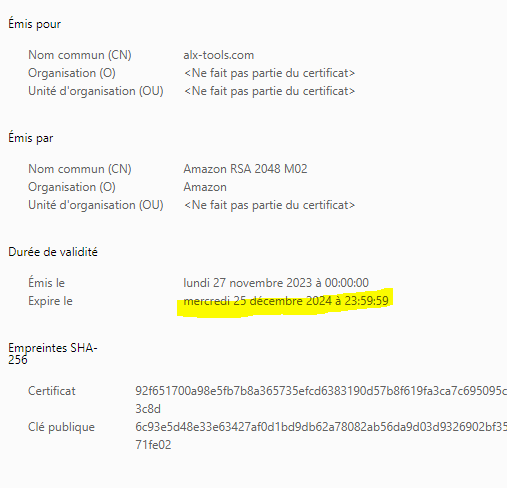 Émis pour
Nom commun (CN) alx-tools.com
Organisation (O) <Ne fait pas partie du certificat>
Unité d'organisation (OU) <Ne fait pas partie du certificat>
Émis par
Nom commun (CN) Amazon RSA 2048 M02
Organisation (O) Amazon
Unité d'organisation (OU) <Ne fait pas partie du certificat>
Durée de validité
Émis le lundi 27 novembre 2023 à 00:00:00
Expire le mercredi 25 décembre 2024 à 23:59:59
Empreintes SHA-
256
Certificat 92f651700a98e5fb7b8a365735efcd6383190d57b8f619fa3ca7c695095c
3c8d
Clé publique 6c93e5d48e33e63427af0d1bd9db62a78082ab56da9d03d9326902bf35
71fe02